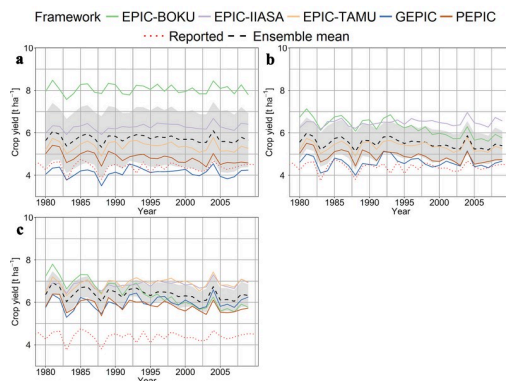 Framework EPIC-BOKU EPIC-IIASA EPIC-TAMU GEPIC PEPIC
Reported Ensemble mean
a
Crop yield [t ha⁻¹]
10
8
6
4
1980 1985 1990 1995 2000 2005
Year
b
Crop yield [t ha⁻¹]
10
8
6
4
1980 1985 1990 1995 2000 2005
Year
c
Crop yield [t ha⁻¹]
10
8
6
4
1980 1985 1990 1995 2000 2005
Year